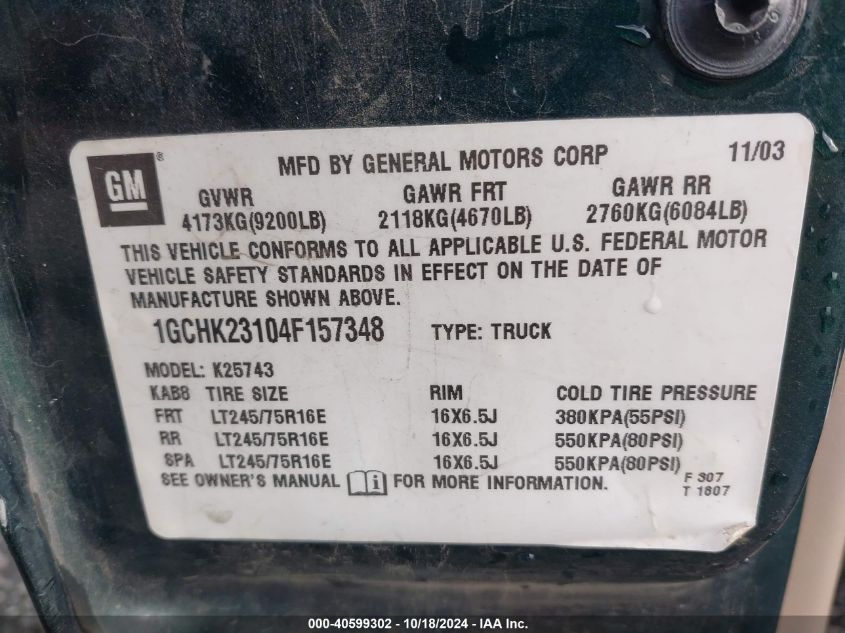 GM ®
MFD BY GENERAL MOTORS CORP 11/03
GVWR GAWR FRT GAWR RR
4173KG(9200LB) 2118KG(4670LB) 2760KG(6084LB)
THIS VEHICLE CONFORMS TO ALL APPLICABLE U.S. FEDERAL MOTOR
VEHICLE SAFETY STANDARDS IN EFFECT ON THE DATE OF
MANUFACTURE SHOWN ABOVE.
1GCHK23104F157348 TYPE: TRUCK
MODEL: K25743
KAB8 TIRE SIZE RIM COLD TIRE PRESSURE
FRT LT245/75R16E 16X6.5J 380KPA(55PSI)
RR LT245/75R16E 16X6.5J 550KPA(80PSI)
SPA LT245/75R16E 16X6.5J 550KPA(80PSI)
SEE OWNER'S MANUAL i FOR MORE INFORMATION.
F 307
T 1807
000-40599302 - 10/18/2024 - IAA Inc.